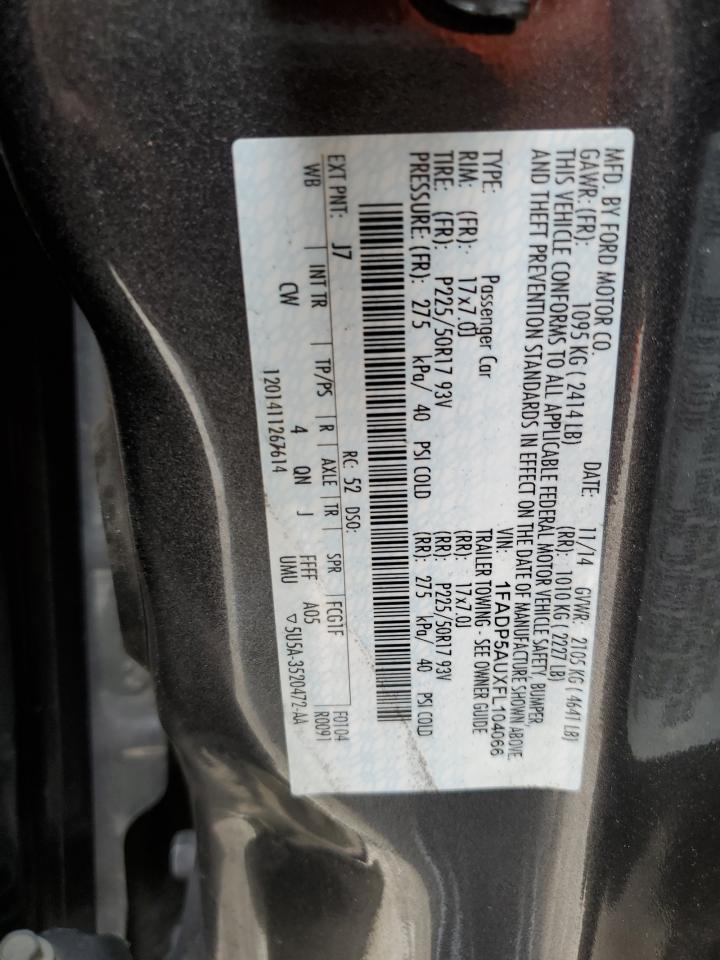 MFD. BY FORD MOTOR CO.
DATE: 11/14 GVWR: 2105 KG ( 4641 LB)
GAWR: (FR): 1095 KG ( 2414 LB) (RR): 1010 KG ( 2227 LB)
THIS VEHICLE CONFORMS TO ALL APPLICABLE FEDERAL MOTOR VEHICLE SAFETY, BUMPER,
AND THEFT PREVENTION STANDARDS IN EFFECT ON THE DATE OF MANUFACTURE SHOWN ABOVE.
VIN: 1FADP5AUXFL104066
TYPE: Passenger Car TRAILER TOWING - SEE OWNER GUIDE
RIM: (FR): 17x7.0J (RR): 17x7.0J
TIRE: (FR): P225/50R17 93V (RR): P225/50R17 93V
PRESSURE: (FR): 275 kPa/ 40 PSI COLD (RR): 275 kPa/ 40 PSI COLD
EXT PNT: J7 RC: 52 DSO: F0104
WB INT TR TP/PS R AXLE TR SPR FCG1F R0091
CW 4 QN J FFFF A05
UMU
1201411267614 ▽5U5A-3520472-AA